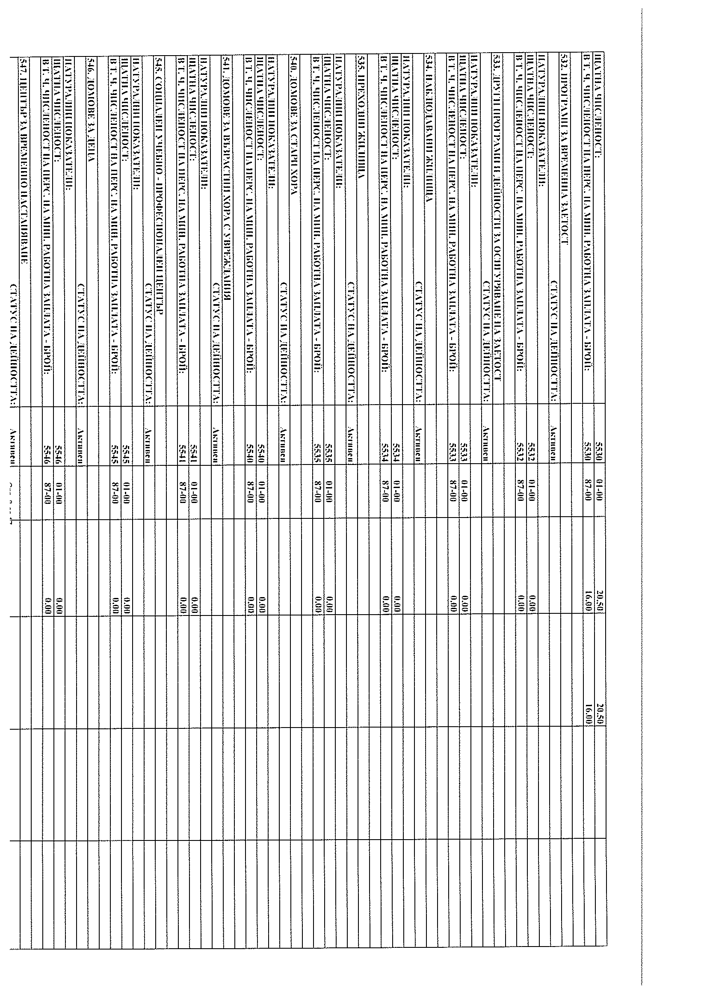 ЩАТНА ЧИСЛЕНОСТ: 5530 01-00 20.50 20.50
В Т. Ч. ЧИСЛЕНОСТ НА ПЕРС. НА МИН. РАБОТНА ЗАПЛАТА - БРОЙ: 5530 87-00 16.00 16.00
532. ПРОГРАМИ ЗА ВРЕМЕННА ЗАЕТОСТ
СТАТУС НА ДЕЙНОСТТА: Активен
НАТУРАЛНИ ПОКАЗАТЕЛИ:
ЩАТНА ЧИСЛЕНОСТ: 5532 01-00 0.00
В Т. Ч. ЧИСЛЕНОСТ НА ПЕРС. НА МИН. РАБОТНА ЗАПЛАТА - БРОЙ: 5532 87-00 0.00
533. ДРУГИ ПРОГРАМИ И ДЕЙНОСТИ ЗА ОСИГУРЯВАНЕ НА ЗАЕТОСТ
СТАТУС НА ДЕЙНОСТТА: Активен
НАТУРАЛНИ ПОКАЗАТЕЛИ:
ЩАТНА ЧИСЛЕНОСТ: 5533 01-00 0.00
В Т. Ч. ЧИСЛЕНОСТ НА ПЕРС. НА МИН. РАБОТНА ЗАПЛАТА - БРОЙ: 5533 87-00 0.00
534. НАБЛЮДАВАНИ ЖИЛИЩА
СТАТУС НА ДЕЙНОСТТА: Активен
НАТУРАЛНИ ПОКАЗАТЕЛИ:
ЩАТНА ЧИСЛЕНОСТ: 5534 01-00 0.00
В Т. Ч. ЧИСЛЕНОСТ НА ПЕРС. НА МИН. РАБОТНА ЗАПЛАТА - БРОЙ: 5534 87-00 0.00
535. ПРЕХОДНИ ЖИЛИЩА
СТАТУС НА ДЕЙНОСТТА: Активен
НАТУРАЛНИ ПОКАЗАТЕЛИ:
ЩАТНА ЧИСЛЕНОСТ: 5535 01-00 0.00
В Т. Ч. ЧИСЛЕНОСТ НА ПЕРС. НА МИН. РАБОТНА ЗАПЛАТА - БРОЙ: 5535 87-00 0.00
540. ДОМОВЕ ЗА СТАРИ ХОРА
СТАТУС НА ДЕЙНОСТТА: Активен
НАТУРАЛНИ ПОКАЗАТЕЛИ:
ЩАТНА ЧИСЛЕНОСТ: 5540 01-00 0.00
В Т. Ч. ЧИСЛЕНОСТ НА ПЕРС. НА МИН. РАБОТНА ЗАПЛАТА - БРОЙ: 5540 87-00 0.00
541. ДОМОВЕ ЗА ВЪЗРАСТНИ ХОРА С УВРЕЖДАНИЯ
СТАТУС НА ДЕЙНОСТТА: Активен
НАТУРАЛНИ ПОКАЗАТЕЛИ:
ЩАТНА ЧИСЛЕНОСТ: 5541 01-00 0.00
В Т. Ч. ЧИСЛЕНОСТ НА ПЕРС. НА МИН. РАБОТНА ЗАПЛАТА - БРОЙ: 5541 87-00 0.00
545. СОЦИАЛЕН УЧЕБНО - ПРОФЕСИОНАЛЕН ЦЕНТЪР
СТАТУС НА ДЕЙНОСТТА: Активен
НАТУРАЛНИ ПОКАЗАТЕЛИ:
ЩАТНА ЧИСЛЕНОСТ: 5545 01-00 0.00
В Т. Ч. ЧИСЛЕНОСТ НА ПЕРС. НА МИН. РАБОТНА ЗАПЛАТА - БРОЙ: 5545 87-00 0.00
546. ДОМОВЕ ЗА ДЕЦА
СТАТУС НА ДЕЙНОСТТА: Активен
НАТУРАЛНИ ПОКАЗАТЕЛИ:
ЩАТНА ЧИСЛЕНОСТ: 5546 01-00 0.00
В Т. Ч. ЧИСЛЕНОСТ НА ПЕРС. НА МИН. РАБОТНА ЗАПЛАТА - БРОЙ: 5546 87-00 0.00
547. ЦЕНТЪР ЗА ВРЕМЕННО НАСТАНЯВАНЕ
СТАТУС НА ДЕЙНОСТТА: Активен